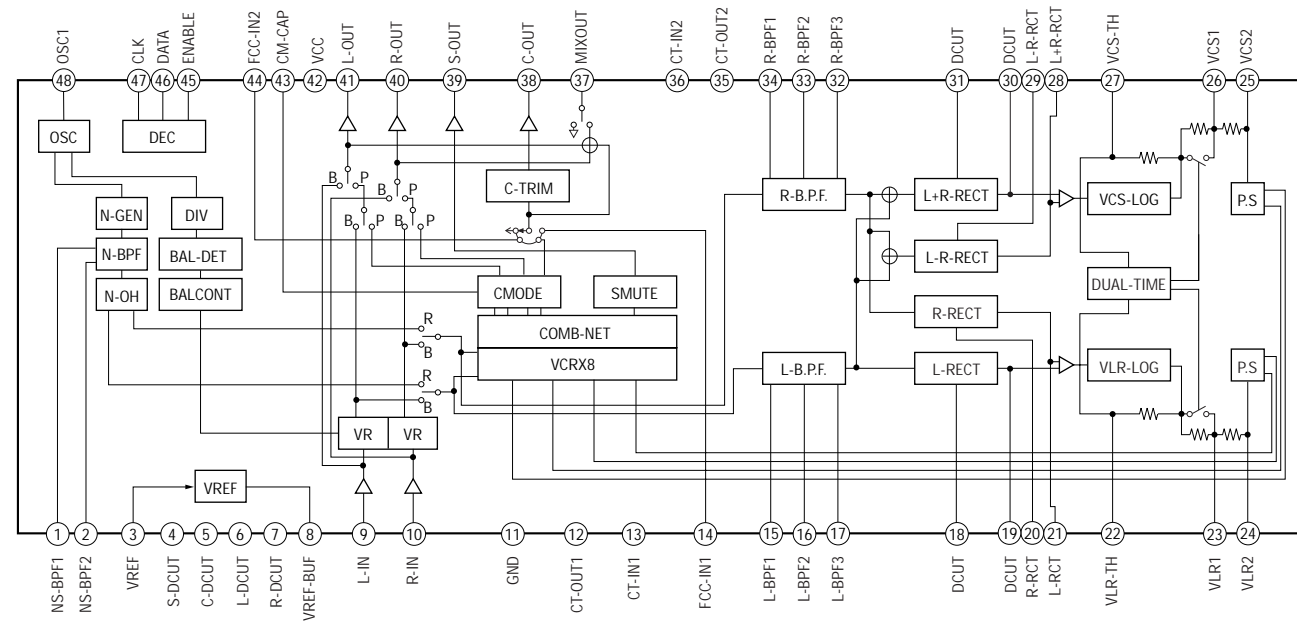 OSC1
CLK
DATA
ENABLE
FCC-IN2
CM-CAP
VCC
L-OUT
R-OUT
S-OUT
C-OUT
MIXOUT
CT-IN2
CT-OUT2
R-BPF1
R-BPF2
R-BPF3
DCUT
DCUT
L-R-RCT
L+R-RCT
VCS-TH
VCS1
VCS2
48
47
46
45
44
43
42
41
40
39
38
37
36
35
34
33
32
31
30
29
28
27
26
25
OSC
DEC
B
P
B
P
C-TRIM
R-B.P.F.
L+R-RECT
VCS-LOG
P.S
N-GEN
DIV
B
P
B
P
N-BPF
BAL-DET
L-R-RECT
N-OH
BALCONT
CMODE
SMUTE
DUAL-TIME
R
B
COMB-NET
R-RECT
VCRX8
L-B.P.F.
L-RECT
VLR-LOG
P.S
R
B
VR
VR
VREF
1
2
3
4
5
6
7
8
9
10
11
12
13
14
15
16
17
18
19
20
21
22
23
24
NS-BPF1
NS-BPF2
VREF
S-DCUT
C-DCUT
L-DCUT
R-DCUT
VREF-BUF
L-IN
R-IN
GND
CT-OUT1
CT-IN1
FCC-IN1
L-BPF1
L-BPF2
L-BPF3
DCUT
DCUT
R-RCT
L-RCT
VLR-TH
VLR1
VLR2